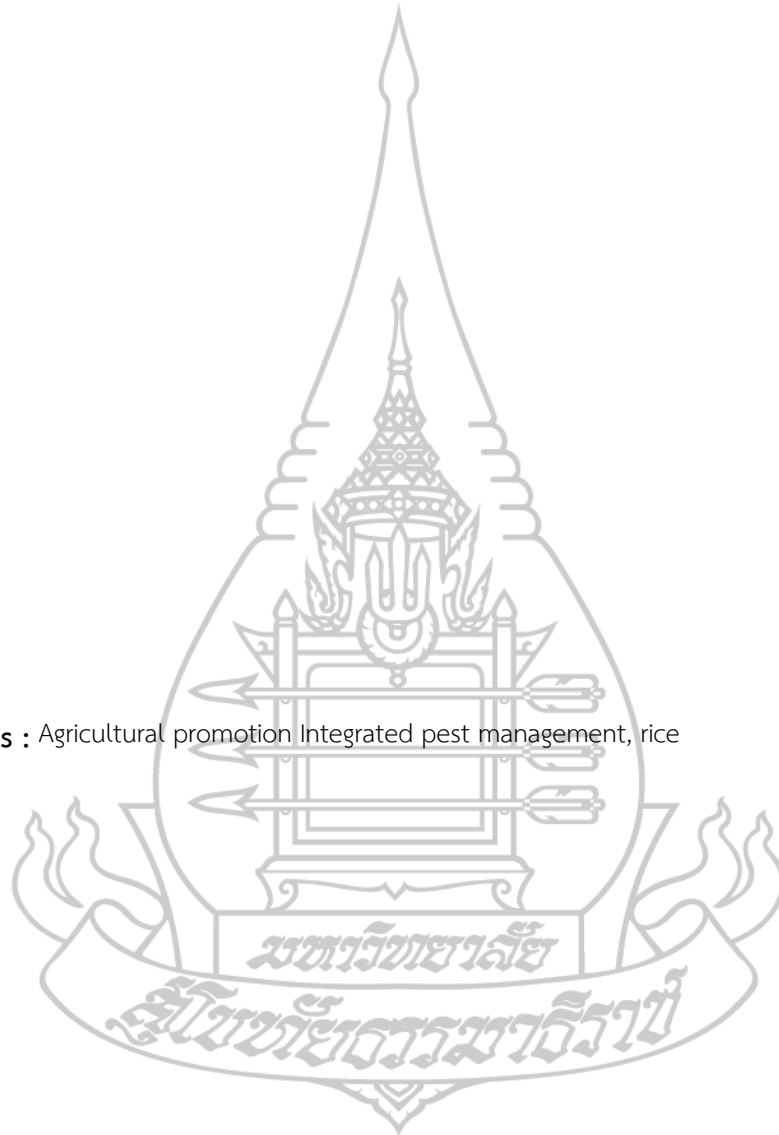 s : Agricultural promotion Integrated pest management, rice
มหาวิทยาลัย
สุโขทัยธรรมาธิราช